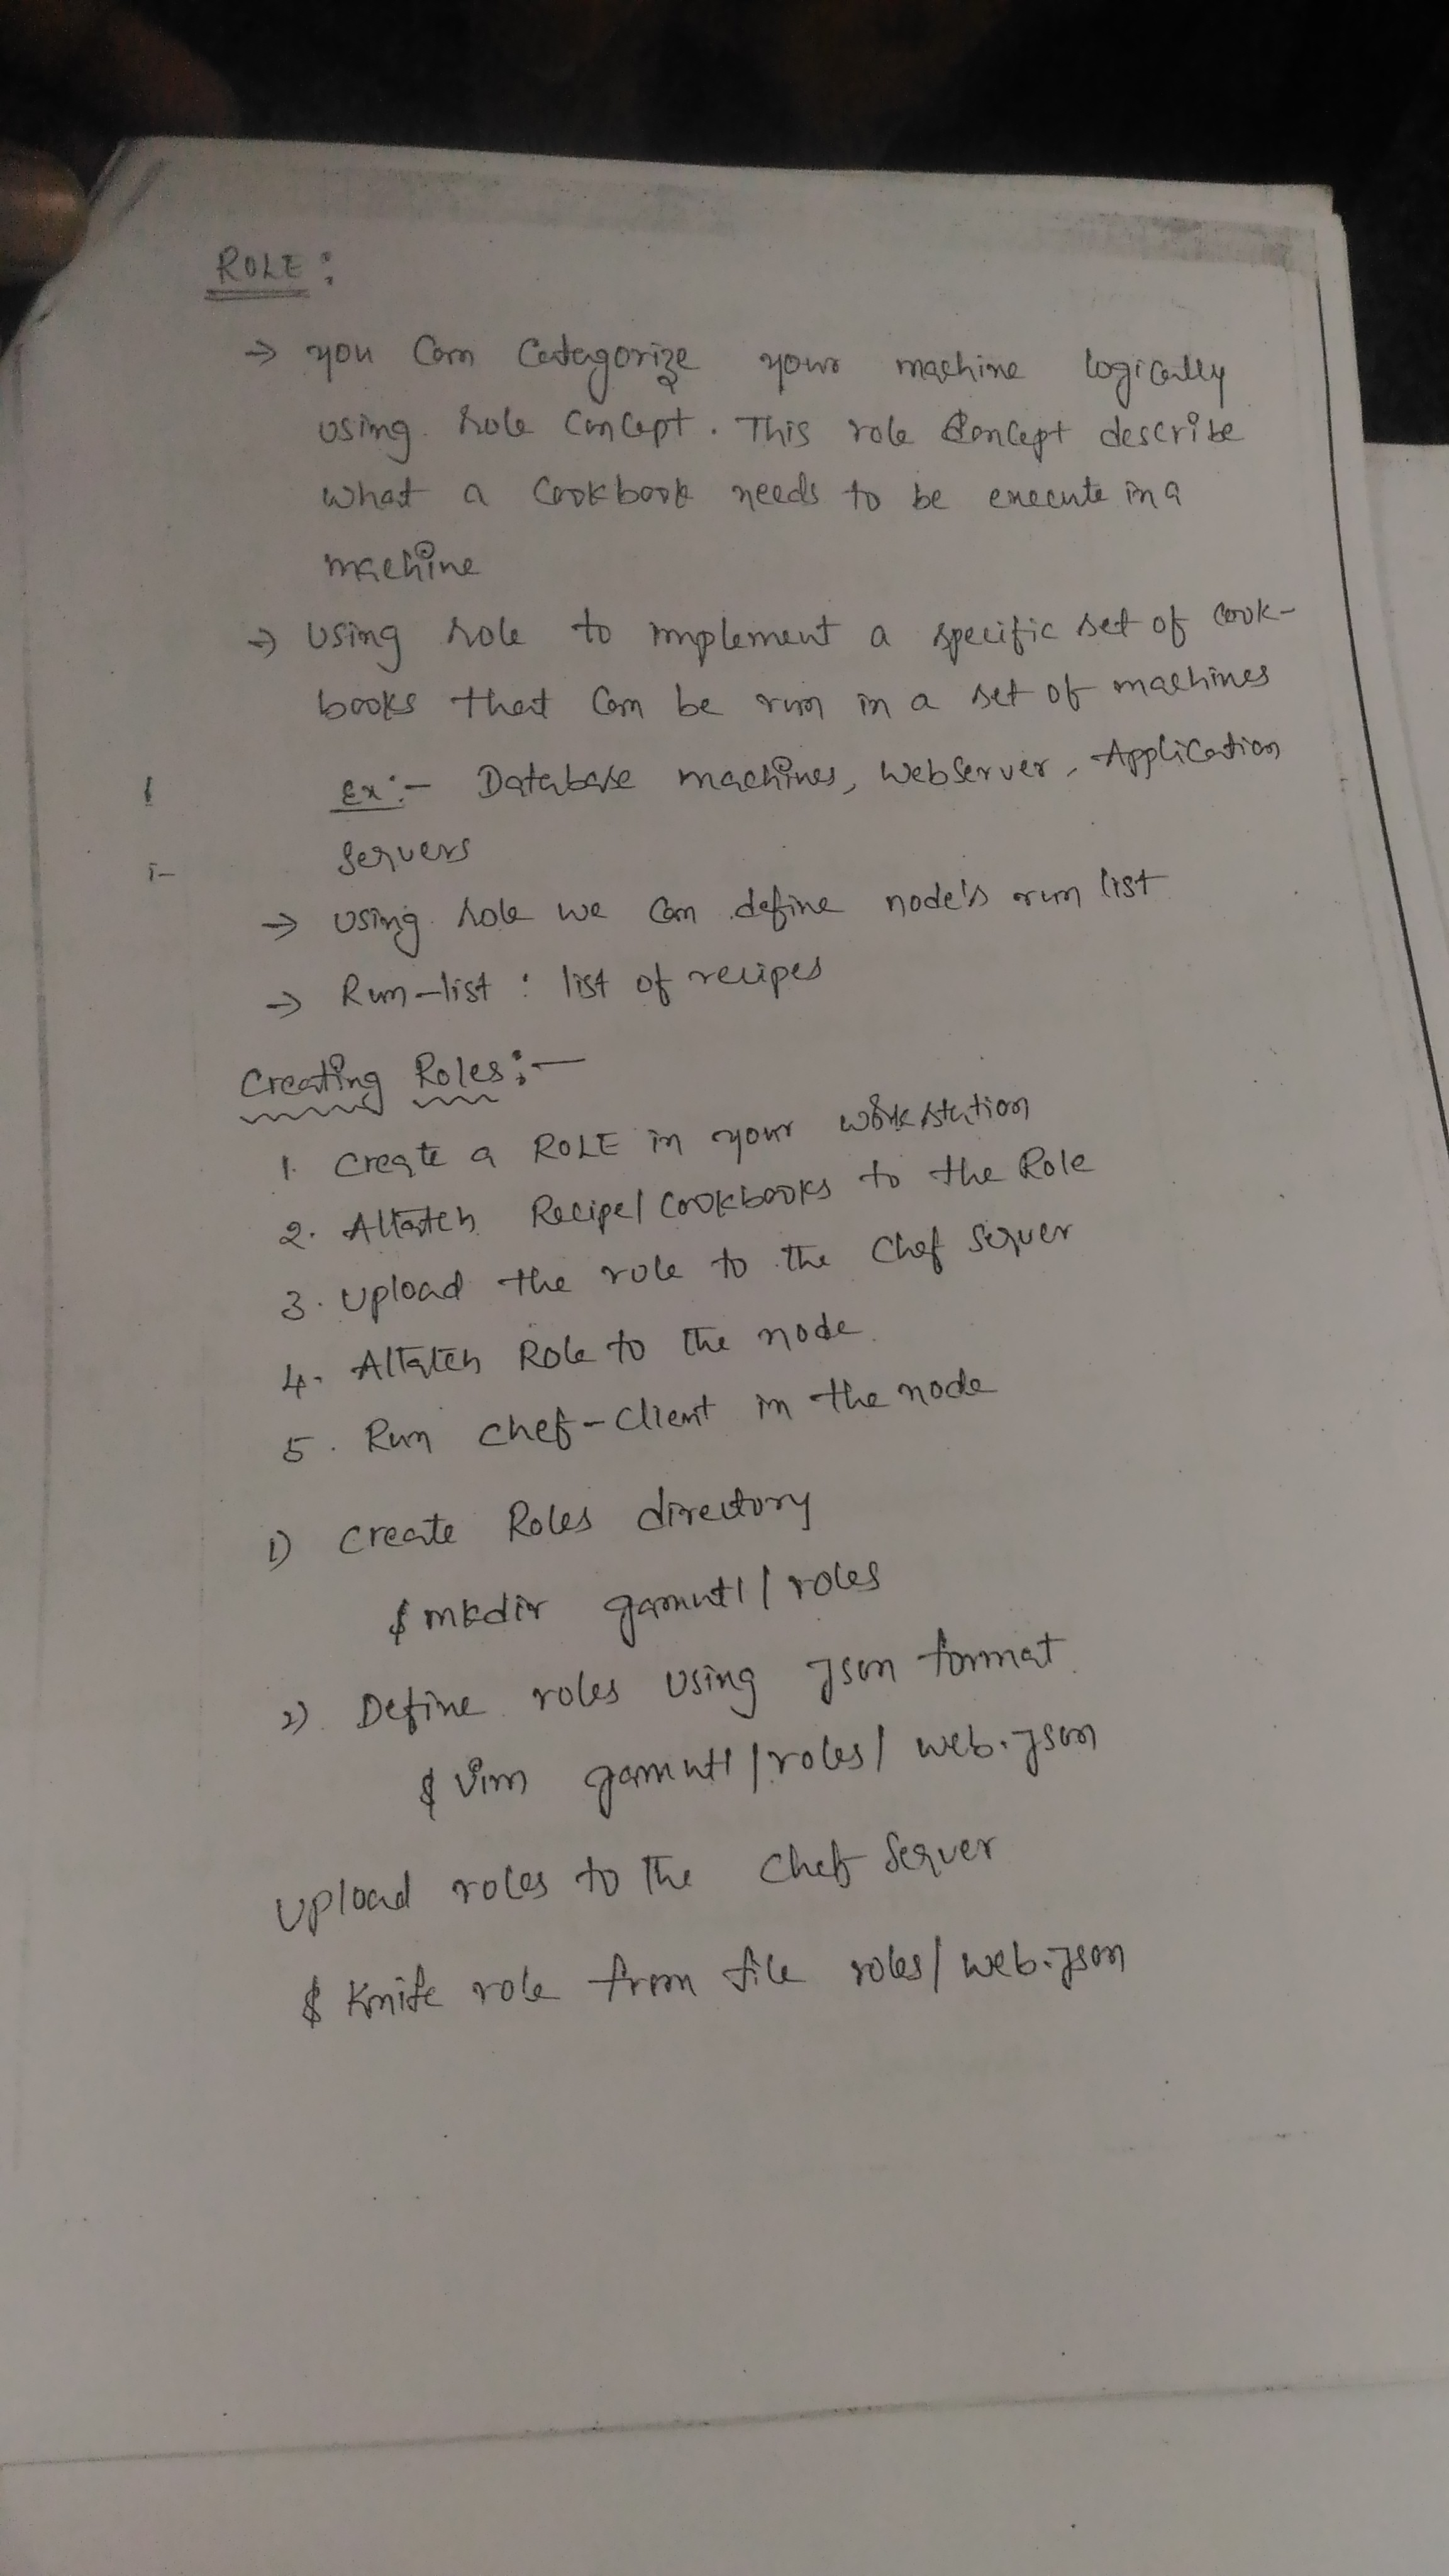 ROLE :
→ you can categorize your machine logically
using role concept. This role concept describe
what a cookbook needs to be execute in a
machine
→ Using role to implement a specific set of cook-
books that can be run in a set of machines
Ex:- Database machines, Webserver, Application
Servers
→ Using role we can define node's run list
→ Run-list : list of recipes
Creating Roles:-
1. Create a ROLE in your workstation
2. Attatch Recipe/cookbooks to the Role
3. Upload the role to the Chef server
4. Attatch Role to the node
5. Run chef-client in the node
1) Create Roles directory
$ mkdir gamut1/roles
2) Define roles using Json format
$ vim gamut1/roles/web.json
Upload roles to the Chef Server
$ Knife role from file roles/web.json